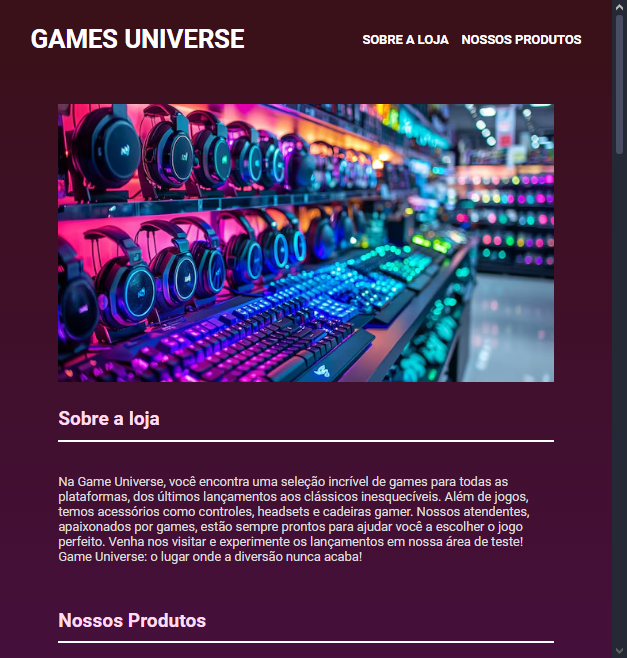 GAMES UNIVERSE
SOBRE A LOJA NOSSOS PRODUTOS
Sobre a loja
Na Game Universe, você encontra uma seleção incrível de games para todas as
plataformas, dos últimos lançamentos aos clássicos inesquecíveis. Além de jogos,
temos acessórios como controles, headsets e cadeiras gamer. Nossos atendentes,
apaixonados por games, estão sempre prontos para ajudar você a escolher o jogo
perfeito. Venha nos visitar e experimente os lançamentos em nossa área de teste!
Game Universe: o lugar onde a diversão nunca acaba!
Nossos Produtos